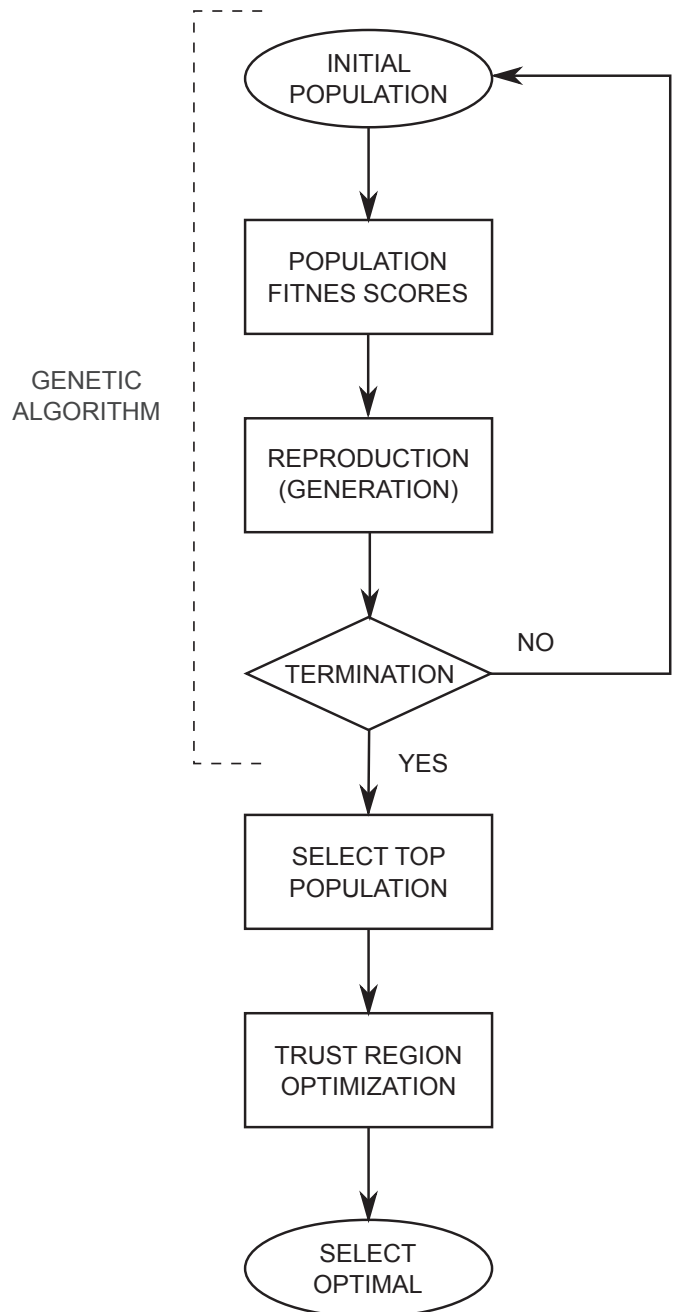 INITIAL
POPULATION
POPULATION
FITNES SCORES
GENETIC
ALGORITHM
REPRODUCTION
(GENERATION)
NO
TERMINATION
YES
SELECT TOP
POPULATION
TRUST REGION
OPTIMIZATION
SELECT
OPTIMAL